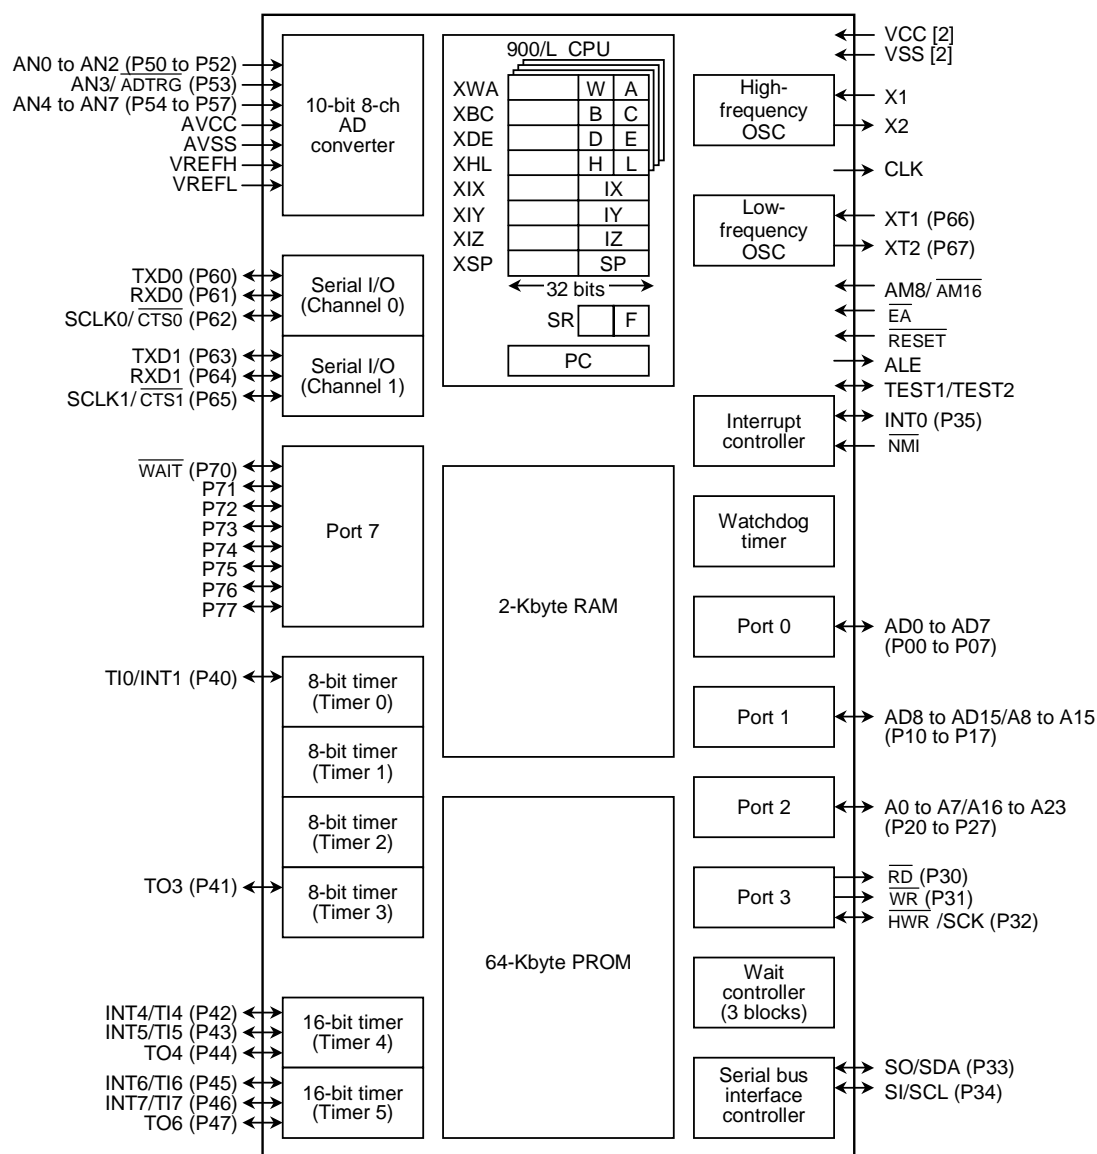 AN0 to AN2 (P50 to P52)
AN3/ ADTRG (P53)
AN4 to AN7 (P54 to P57)
AVCC
AVSS
VREFH
VREFL
10-bit 8-ch
AD
converter
TXD0 (P60)
RXD0 (P61)
SCLK0/ CTS0 (P62)
Serial I/O
(Channel 0)
TXD1 (P63)
RXD1 (P64)
SCLK1/ CTS1 (P65)
Serial I/O
(Channel 1)
WAIT (P70)
P71
P72
P73
P74
P75
P76
P77
Port 7
TI0/INT1 (P40)
8-bit timer
(Timer 0)
8-bit timer
(Timer 1)
8-bit timer
(Timer 2)
TO3 (P41)
8-bit timer
(Timer 3)
INT4/TI4 (P42)
INT5/TI5 (P43)
TO4 (P44)
16-bit timer
(Timer 4)
INT6/TI6 (P45)
INT7/TI7 (P46)
TO6 (P47)
16-bit timer
(Timer 5)
900/L CPU
XWA W A
XBC B C
XDE D E
XHL H L
XIX IX
XIY IY
XIZ IZ
XSP SP
32 bits
SR F
PC
2-Kbyte RAM
64-Kbyte PROM
VCC [2]
VSS [2]
High-
frequency
OSC
X1
X2
CLK
Low-
frequency
OSC
XT1 (P66)
XT2 (P67)
AM8/ AM16
EA
RESET
ALE
TEST1/TEST2
Interrupt
controller
INT0 (P35)
NMI
Watchdog
timer
Port 0
AD0 to AD7
(P00 to P07)
Port 1
AD8 to AD15/A8 to A15
(P10 to P17)
Port 2
A0 to A7/A16 to A23
(P20 to P27)
Port 3
RD (P30)
WR (P31)
HWR /SCK (P32)
Wait
controller
(3 blocks)
Serial bus
interface
controller
SO/SDA (P33)
SI/SCL (P34)